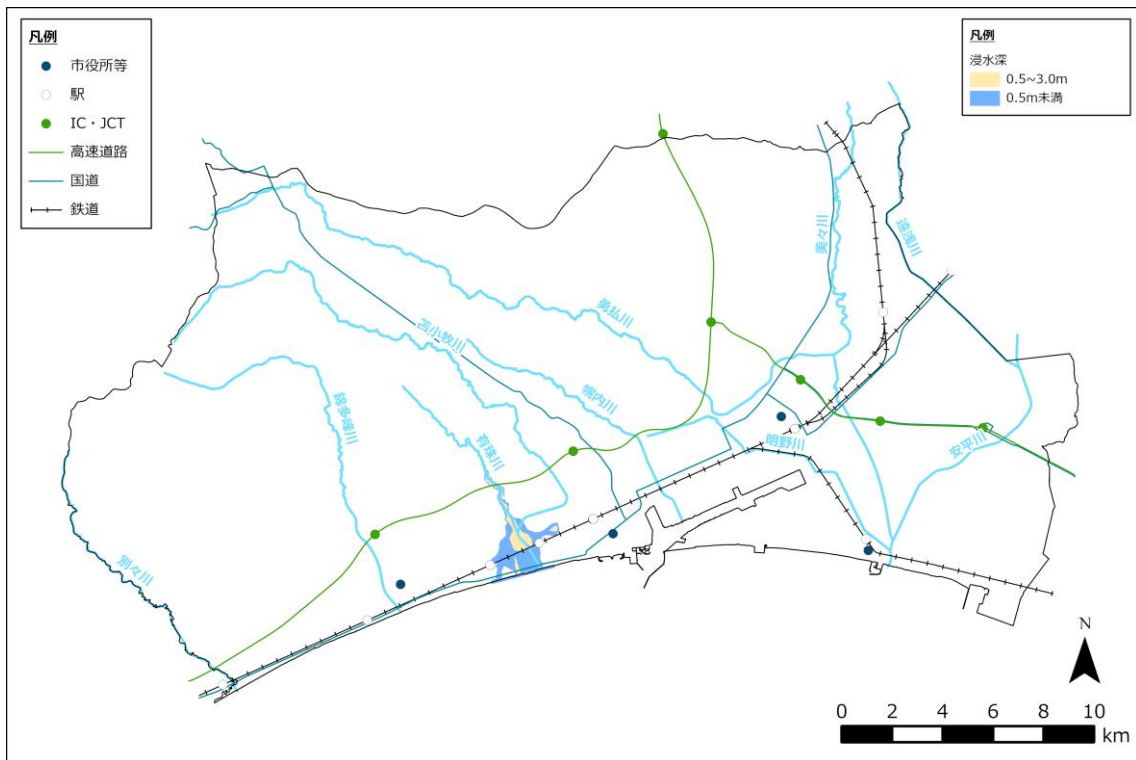 凡例
市役所等
駅
IC・JCT
高速道路
国道
鉄道
凡例
浸水深
0.5~3.0m
0.5m未満
美々川
遠浅川
勇払川
苫小牧川
幌内川
錦多峰川
有珠川
明野川
安平川
別々川
N
0 2 4 6 8 10
km